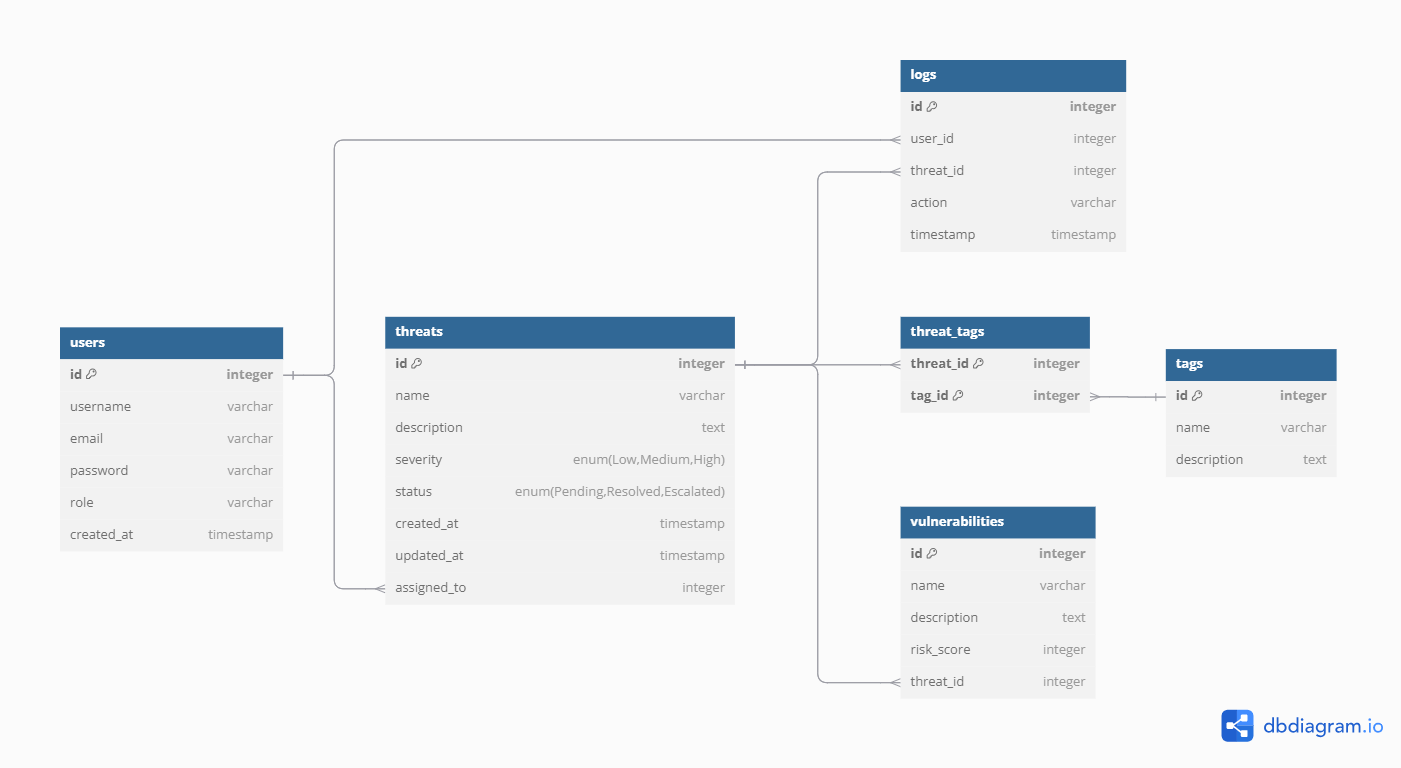 logs
id integer
user_id integer
threat_id integer
action varchar
timestamp timestamp
users
id integer
username varchar
email varchar
password varchar
role varchar
created_at timestamp
threats
id integer
name varchar
description text
severity enum(Low,Medium,High)
status enum(Pending,Resolved,Escalated)
created_at timestamp
updated_at timestamp
assigned_to integer
threat_tags
threat_id integer
tag_id integer
tags
id integer
name varchar
description text
vulnerabilities
id integer
name varchar
description text
risk_score integer
threat_id integer
dbdiagram.io